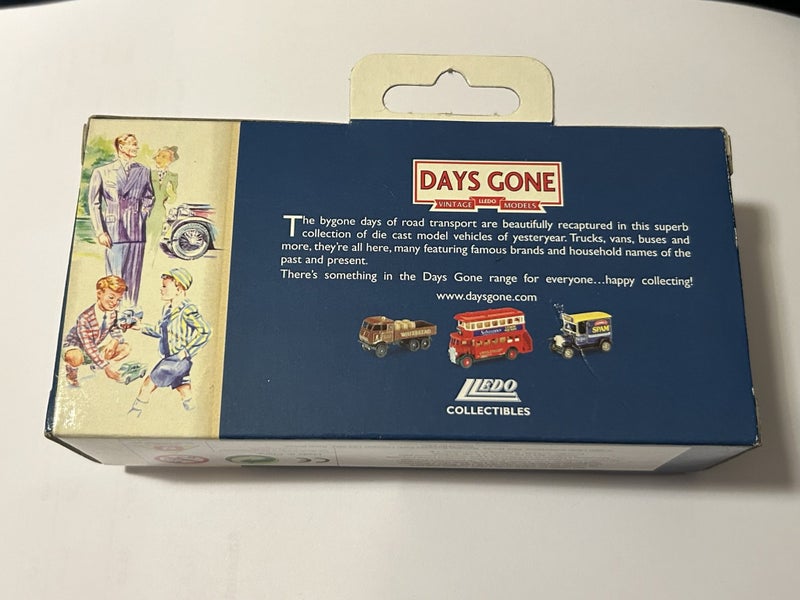 DAYS GONE
VINTAGE LLEDO MODELS
The bygone days of road transport are beautifully recaptured in this superb
collection of die cast model vehicles of yesteryear. Trucks, vans, buses and
more, they're all here, many featuring famous brands and household names of the
past and present.
There's something in the Days Gone range for everyone...happy collecting!
www.daysgone.com
WHITBREAD
SPAM
LLEDO
COLLECTIBLES
CE